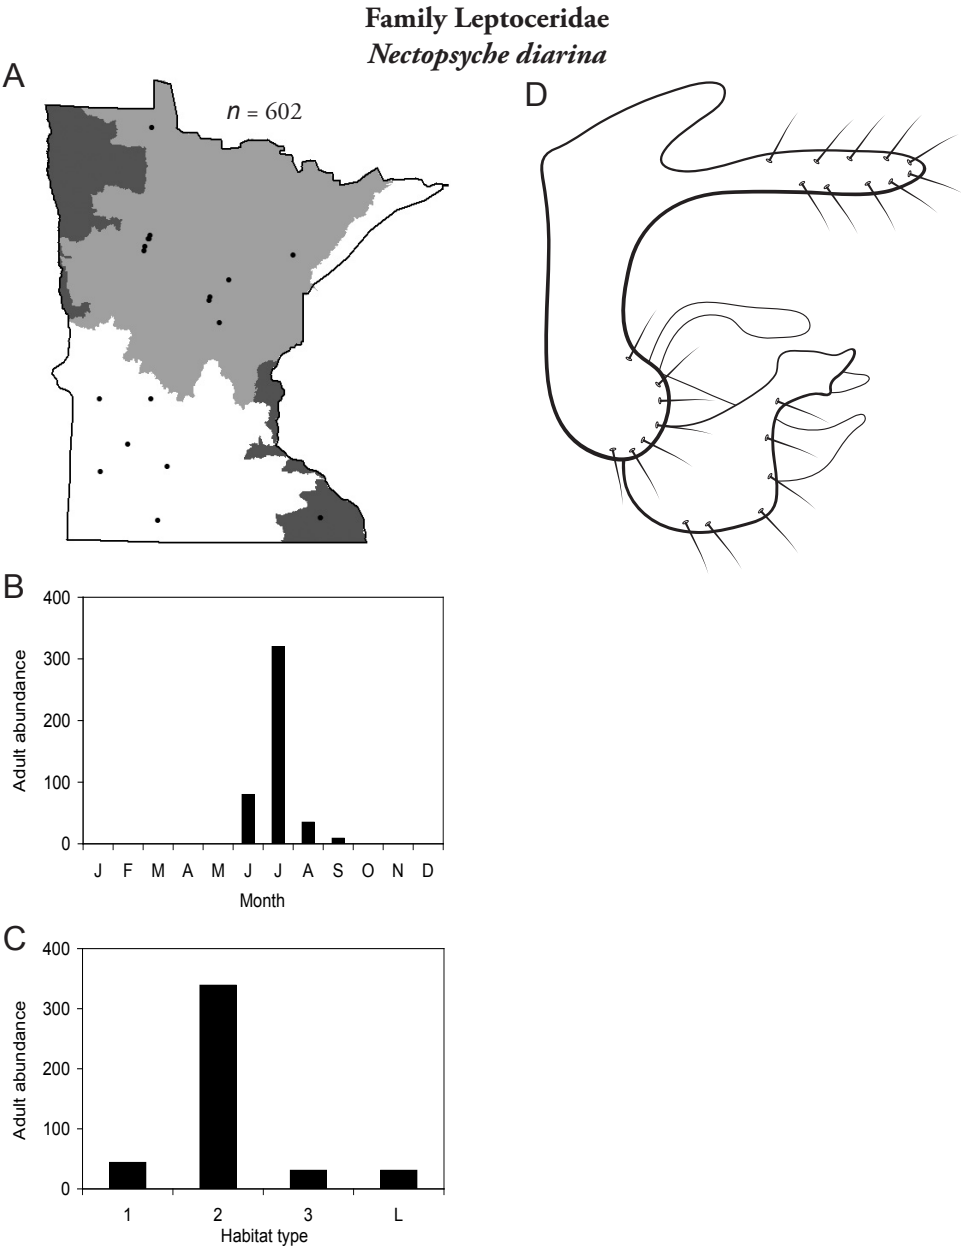 Family Leptoceridae
Nectopsyche diarina
A
n = 602
D
B
400
300
200
100
0
Adult abundance
J F M A M J J A S O N D
Month
C
400
300
200
100
0
Adult abundance
1 2 3 L
Habitat type